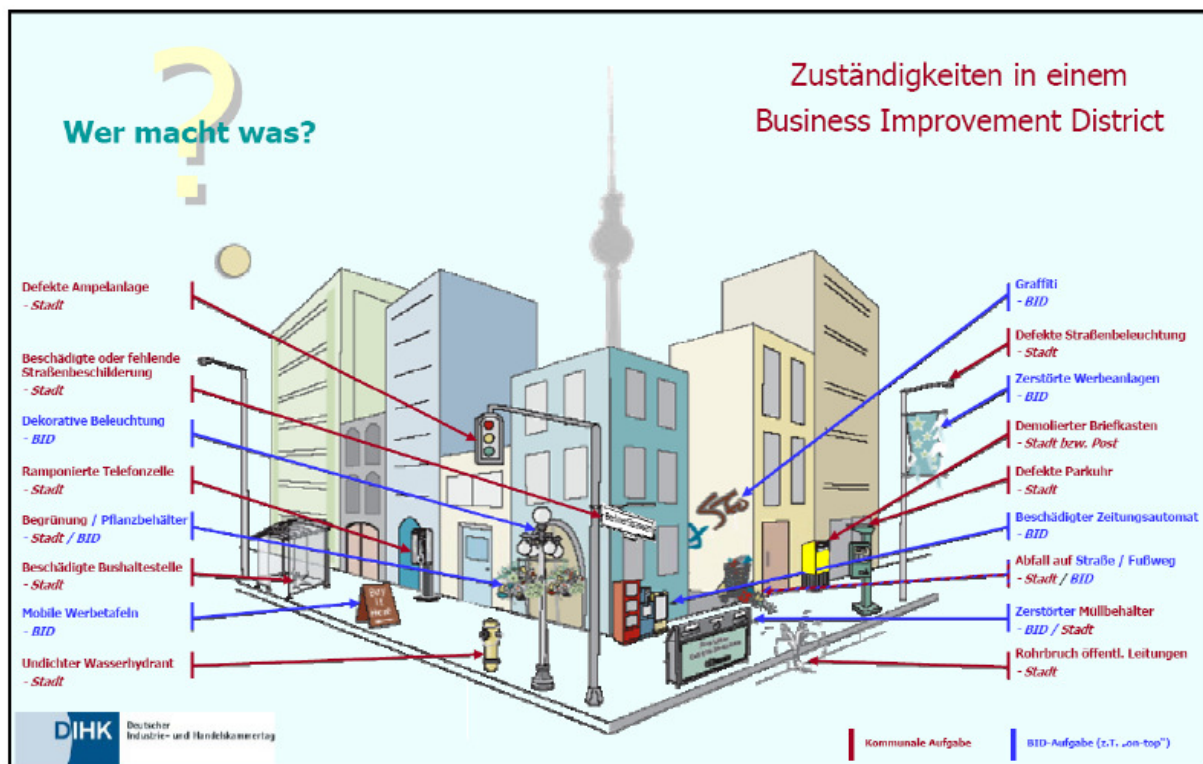 Wer macht was?
Zuständigkeiten in einem
Business Improvement District
Defekte Ampelanlage
- Stadt
Beschädigte oder fehlende
Straßenbeschilderung
- Stadt
Dekorative Beleuchtung
- BID
Ramponierte Telefonzelle
- Stadt
Begrünung / Pflanzbehälter
- Stadt / BID
Beschädigte Bushaltestelle
- Stadt
Mobile Werbetafeln
- BID
Undichter Wasserhydrant
- Stadt
Buy
it
Here!
Graffiti
- BID
Defekte Straßenbeleuchtung
- Stadt
Zerstörte Werbeanlagen
- BID
Demolierter Briefkasten
- Stadt bzw. Post
Defekte Parkuhr
- Stadt
Beschädigter Zeitungsautomat
- BID
Abfall auf Straße / Fußweg
- Stadt / BID
Zerstörter Müllbehälter
- BID / Stadt
Rohrbruch öffentl. Leitungen
- Stadt
DIHK
Deutscher
Industrie- und Handelskammertag
Kommunale Aufgabe
BID-Aufgabe (z.T. „on-top")